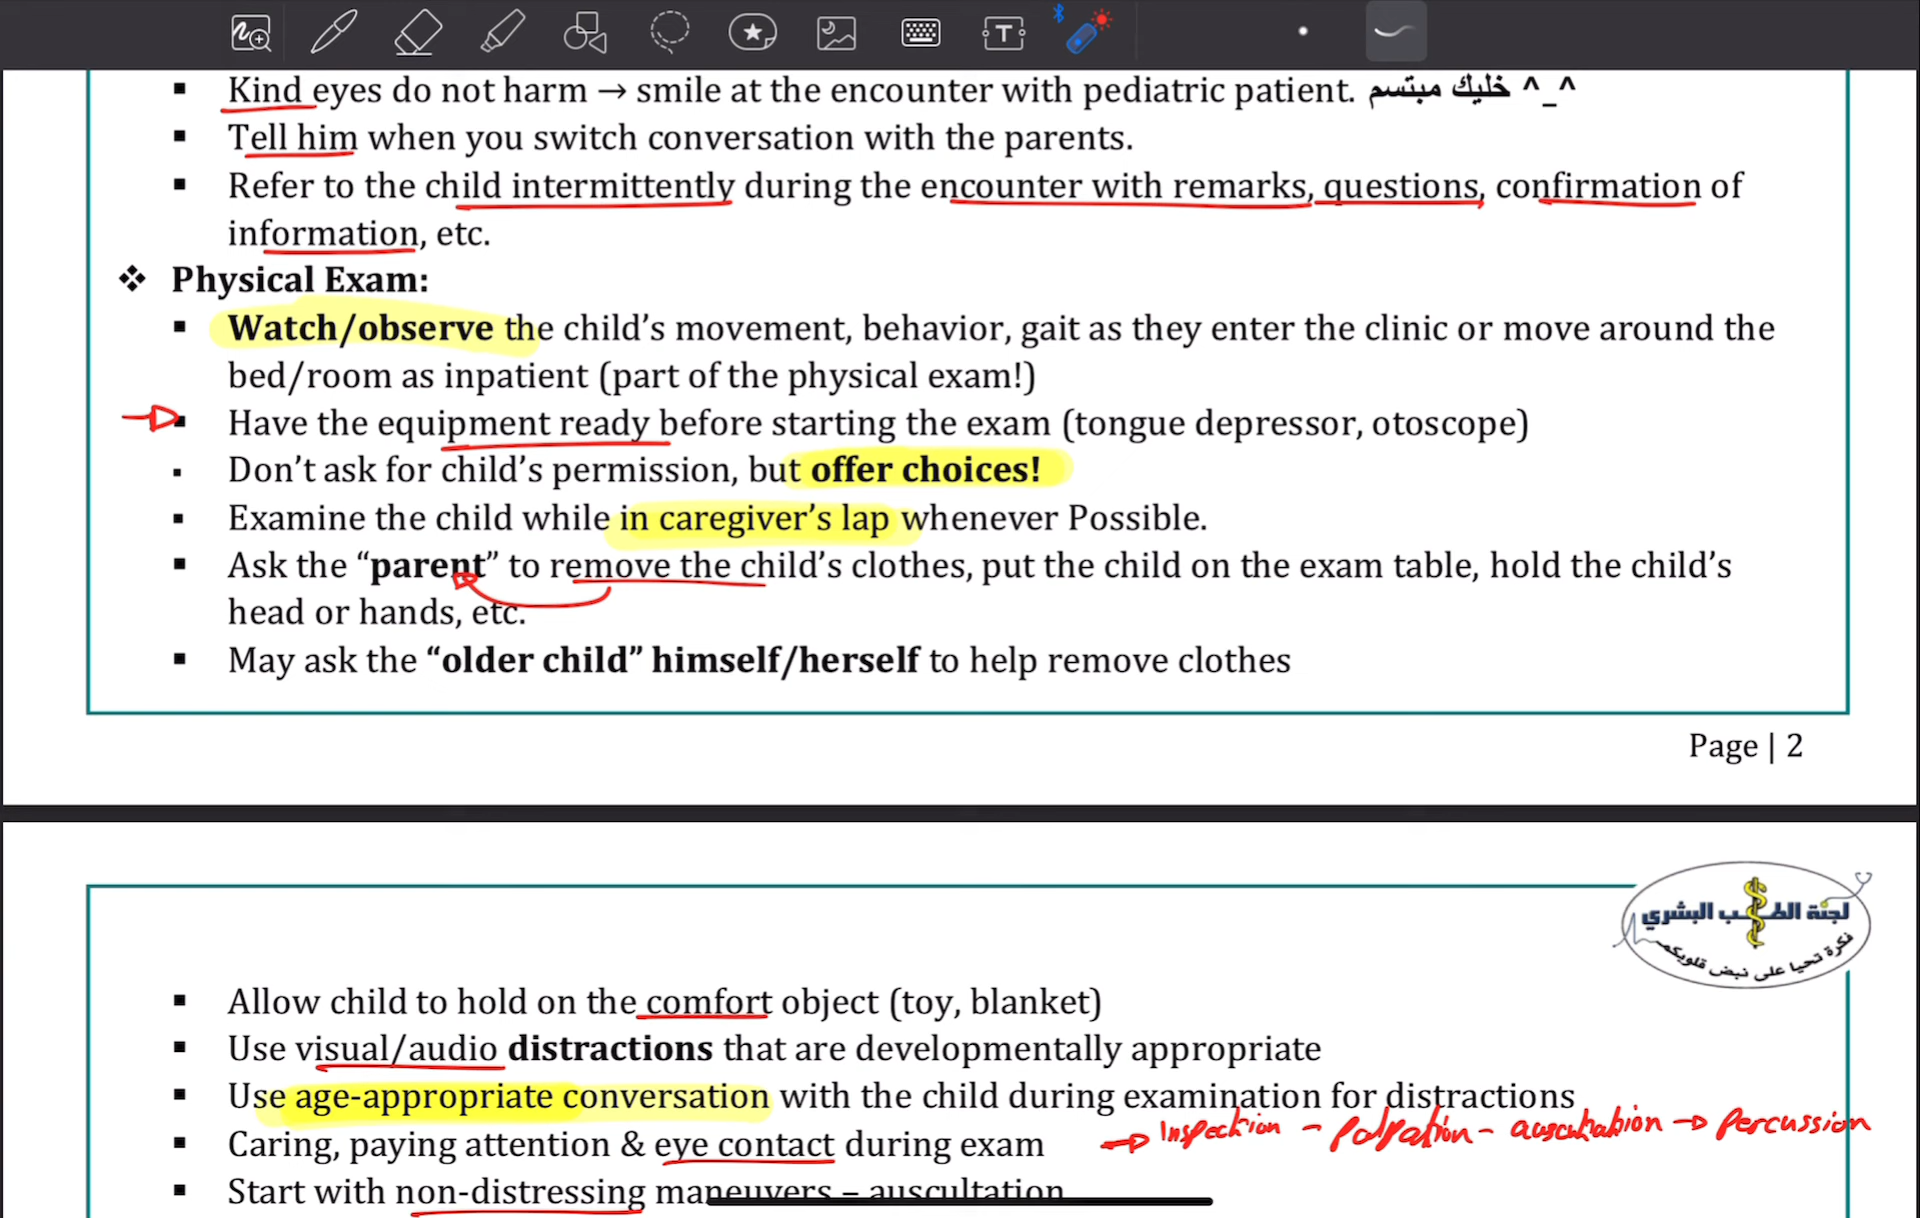 Kind eyes do not harm → smile at the encounter with pediatric patient. خليك مبتسم ^_^
Tell him when you switch conversation with the parents.
Refer to the child intermittently during the encounter with remarks, questions, confirmation of
information, etc.
Physical Exam:
Watch/observe the child’s movement, behavior, gait as they enter the clinic or move around the
bed/room as inpatient (part of the physical exam!)
Have the equipment ready before starting the exam (tongue depressor, otoscope)
Don’t ask for child’s permission, but offer choices!
Examine the child while in caregiver’s lap whenever Possible.
Ask the “parent” to remove the child’s clothes, put the child on the exam table, hold the child’s
head or hands, etc.
May ask the “older child” himself/herself to help remove clothes
Page | 2
لجنة الطب البشري
فكرة تحيا على نبض قلوبكم
Allow child to hold on the comfort object (toy, blanket)
Use visual/audio distractions that are developmentally appropriate
Use age-appropriate conversation with the child during examination for distractions
Caring, paying attention & eye contact during exam
→ Inspection - palpation - auscultation → percussion
Start with non-distressing maneuvers – auscultation